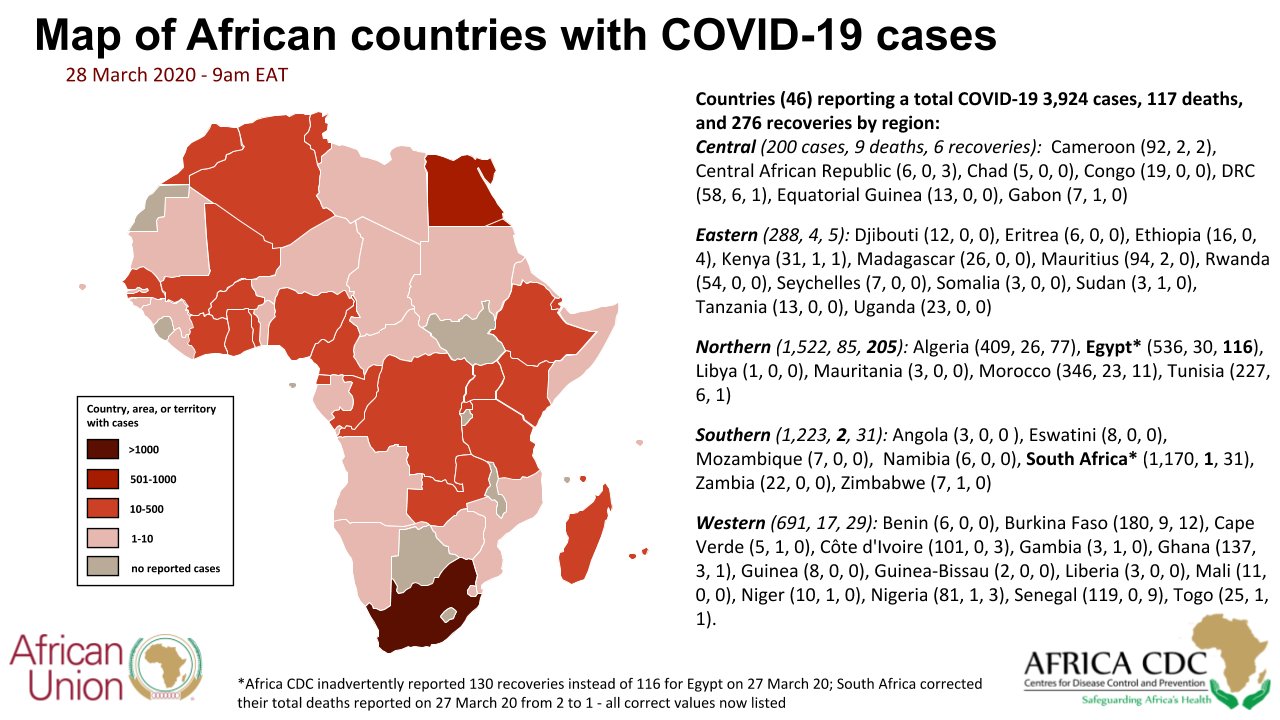 Map of African countries with COVID-19 cases
28 March 2020 - 9am EAT
Countries (46) reporting a total COVID-19 3,924 cases, 117 deaths,
and 276 recoveries by region:
Central (200 cases, 9 deaths, 6 recoveries): Cameroon (92, 2, 2),
Central African Republic (6, 0, 3), Chad (5, 0, 0), Congo (19, 0, 0), DRC
(58, 6, 1), Equatorial Guinea (13, 0, 0), Gabon (7, 1, 0)
Eastern (288, 4, 5): Djibouti (12, 0, 0), Eritrea (6, 0, 0), Ethiopia (16, 0,
4), Kenya (31, 1, 1), Madagascar (26, 0, 0), Mauritius (94, 2, 0), Rwanda
(54, 0, 0), Seychelles (7, 0, 0), Somalia (3, 0, 0), Sudan (3, 1, 0),
Tanzania (13, 0, 0), Uganda (23, 0, 0)
Northern (1,522, 85, 205): Algeria (409, 26, 77), Egypt* (536, 30, 116),
Libya (1, 0, 0), Mauritania (3, 0, 0), Morocco (346, 23, 11), Tunisia (227,
6, 1)
Southern (1,223, 2, 31): Angola (3, 0, 0 ), Eswatini (8, 0, 0),
Mozambique (7, 0, 0), Namibia (6, 0, 0), South Africa* (1,170, 1, 31),
Zambia (22, 0, 0), Zimbabwe (7, 1, 0)
Western (691, 17, 29): Benin (6, 0, 0), Burkina Faso (180, 9, 12), Cape
Verde (5, 1, 0), Côte d'Ivoire (101, 0, 3), Gambia (3, 1, 0), Ghana (137,
3, 1), Guinea (8, 0, 0), Guinea-Bissau (2, 0, 0), Liberia (3, 0, 0), Mali (11,
0, 0), Niger (10, 1, 0), Nigeria (81, 1, 3), Senegal (119, 0, 9), Togo (25, 1,
1).
Country, area, or territory
with cases
>1000
501-1000
10-500
1-10
no reported cases
African
Union
*Africa CDC inadvertently reported 130 recoveries instead of 116 for Egypt on 27 March 20; South Africa corrected
their total deaths reported on 27 March.20 from 2 to 1 - all correct values now listed
AFRICA CDC
Centres for Disease Control and Prevention
Safeguarding Africa's Health